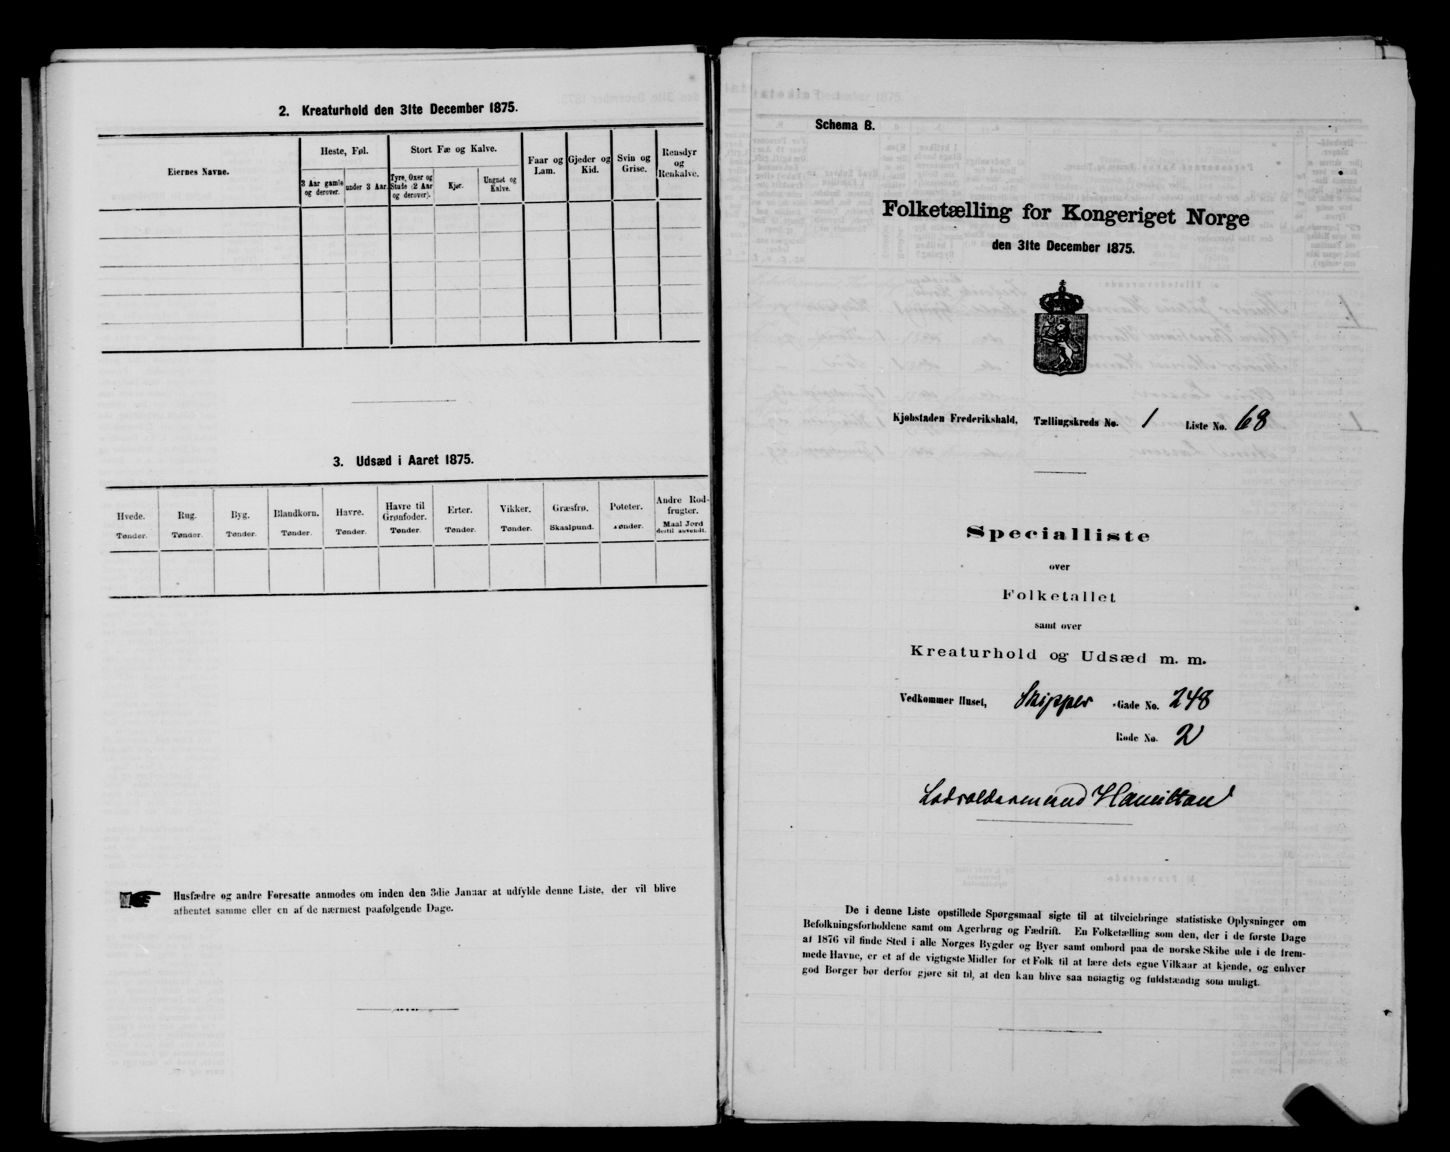 2. Kreaturhold den 31te December 1875.
Eiernes Navne.
Heste, Føl.
Stort Fæ og Kalve.
Faar og Lam.
Gjeder og Kid.
Svin og Grise.
Rensdyr og Renkalve.
3 Aar gamle og derover.
under 3 Aar.
Tyre, Oxer og Stude (2 Aar og derover).
Kjør.
Ungnøt og Kalve.
3. Udsæd i Aaret 1875.
Hvede. Rug. Byg. Blandkorn. Havre. Havre til Grønfoder. Erter. Vikker. Græsfrø. Poteter. Andre Rodfrugter.
Tønder. Tønder. Tønder. Tønder. Tønder. Tønder. Tønder. Tønder. Skaalpund. Tønder. Maal Jord dertil anvendt.
Husfædre og andre Foresatte anmodes om inden den 3die Januar at udfylde denne Liste, der vil blive
afhentet samme eller en af de nærmest paafølgende Dage.
Schema B.
Folketælling for Kongeriget Norge
den 31te December 1875.
Kjøbstaden Frederikshald, Tællingskreds No. 1 Liste No. 68
Specialliste
over
Folketallet
samt over
Kreaturhold og Udsæd m. m.
Vedkommer Huset, Skipper -Gade No. 248
Rode No. 2
De i denne Liste opstillede Spørgsmaal sigte til at tilveiebringe statistiske Oplysninger om
Befolkningsforholdene samt om Agerbrug og Fædrift. En Folketælling som den, der i de første Dage
af 1876 vil finde Sted i alle Norges Bygder og Byer samt ombord paa de norske Skibe ude i de frem-
mede Havne, er et af de vigtigste Midler for et Folk til at lære dets egne Vilkaar at kjende, og enhver
god Borger bør derfor gjøre sit til, at den kan blive saa nøiagtig og fuldstændig som muligt.